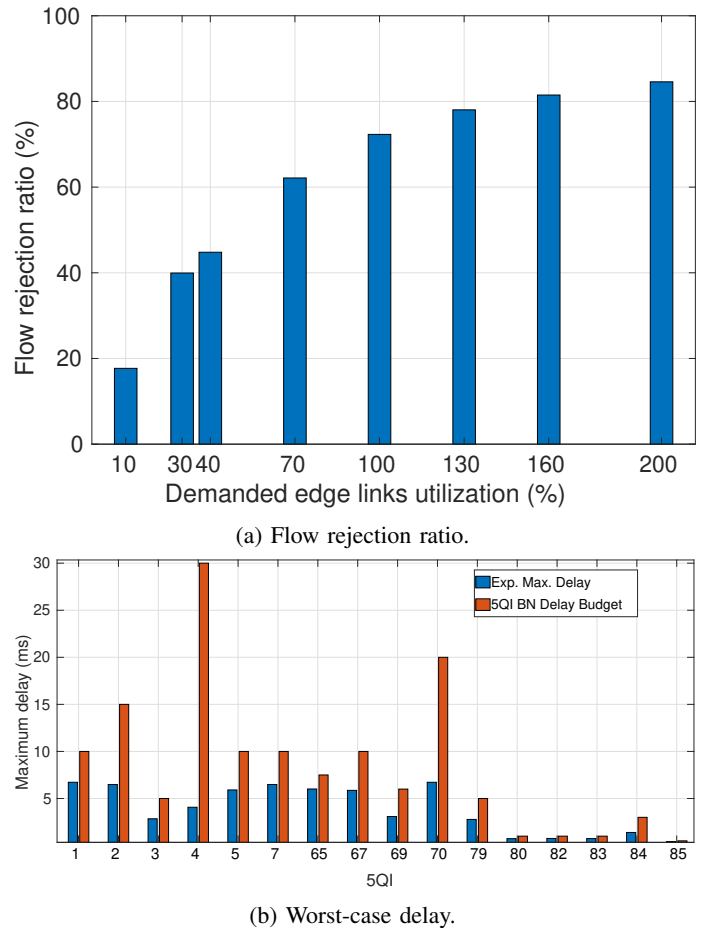 100
80
60
40
20
0
Flow rejection ratio (%)
10 30 40 70 100 130 160 200
Demanded edge links utilization (%)
(a) Flow rejection ratio.
30
25
20
15
10
5
Maximum delay (ms)
Exp. Max. Delay
5QI BN Delay Budget
1 2 3 4 5 7 65 67 69 70 79 80 82 83 84 85
5QI
(b) Worst-case delay.